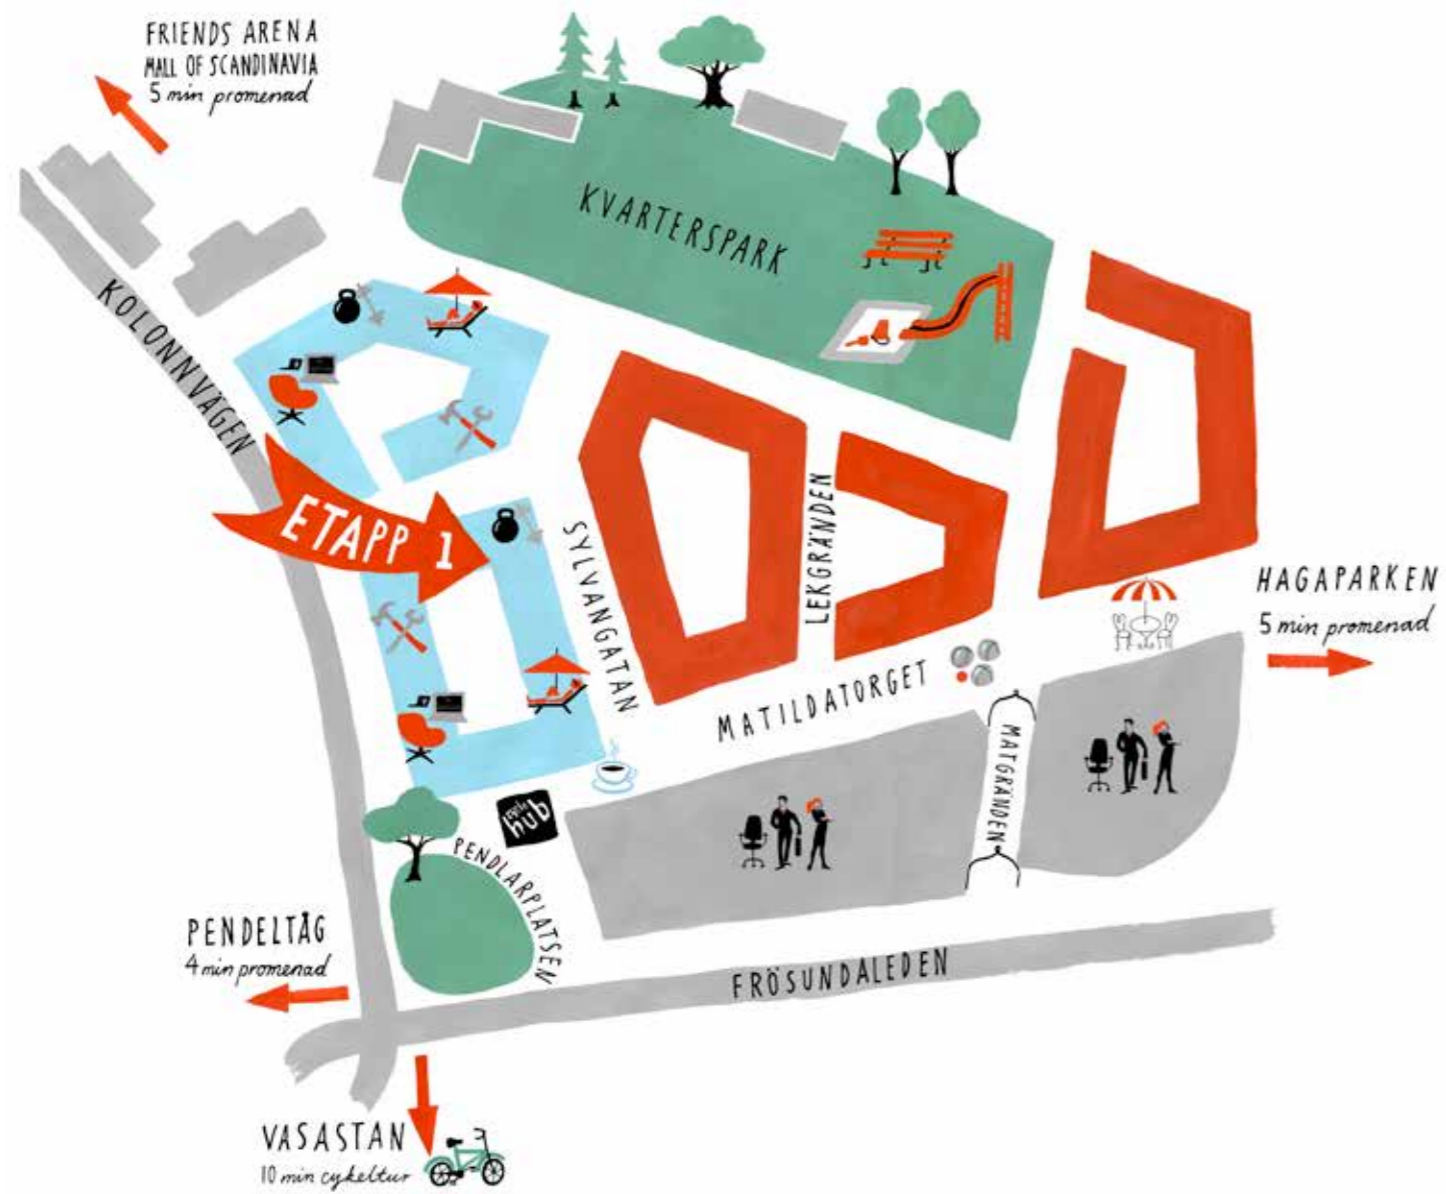 FRIENDS ARENA
MALL OF SCANDINAVIA
5 min promenad
KVARTERSPARK
KOLONNVÄGEN
ETAPP 1
SYLVANGATAN
LEKGRÄNDEN
HAGAPARKEN
5 min promenad
MATILDATORGET
MATGRÄNDEN
hub
PENDLARPLATSEN
PENDELTÅG
4 min promenad
FRÖSUNDALEDEN
VASASTAN
10 min cykeltur